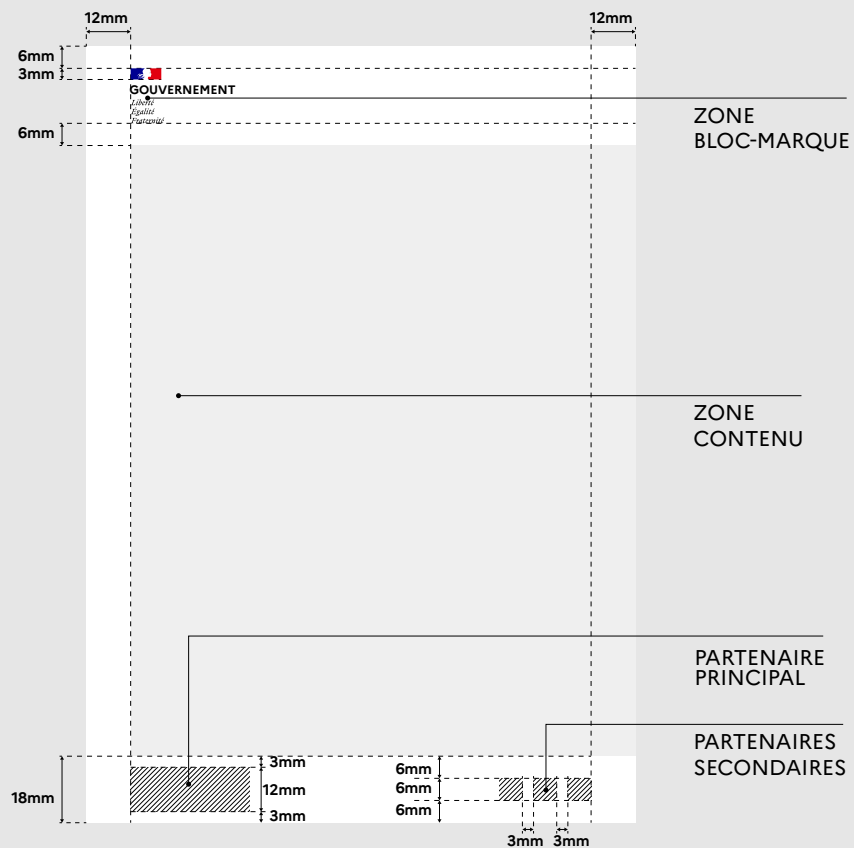 12mm
12mm
6mm
3mm
GOUVERNEMENT
Liberté
Égalité
Fraternité
6mm
ZONE
BLOC-MARQUE
ZONE
CONTENU
PARTENAIRE
PRINCIPAL
PARTENAIRES
SECONDAIRES
18mm
3mm
12mm
3mm
6mm
6mm
6mm
3mm
3mm